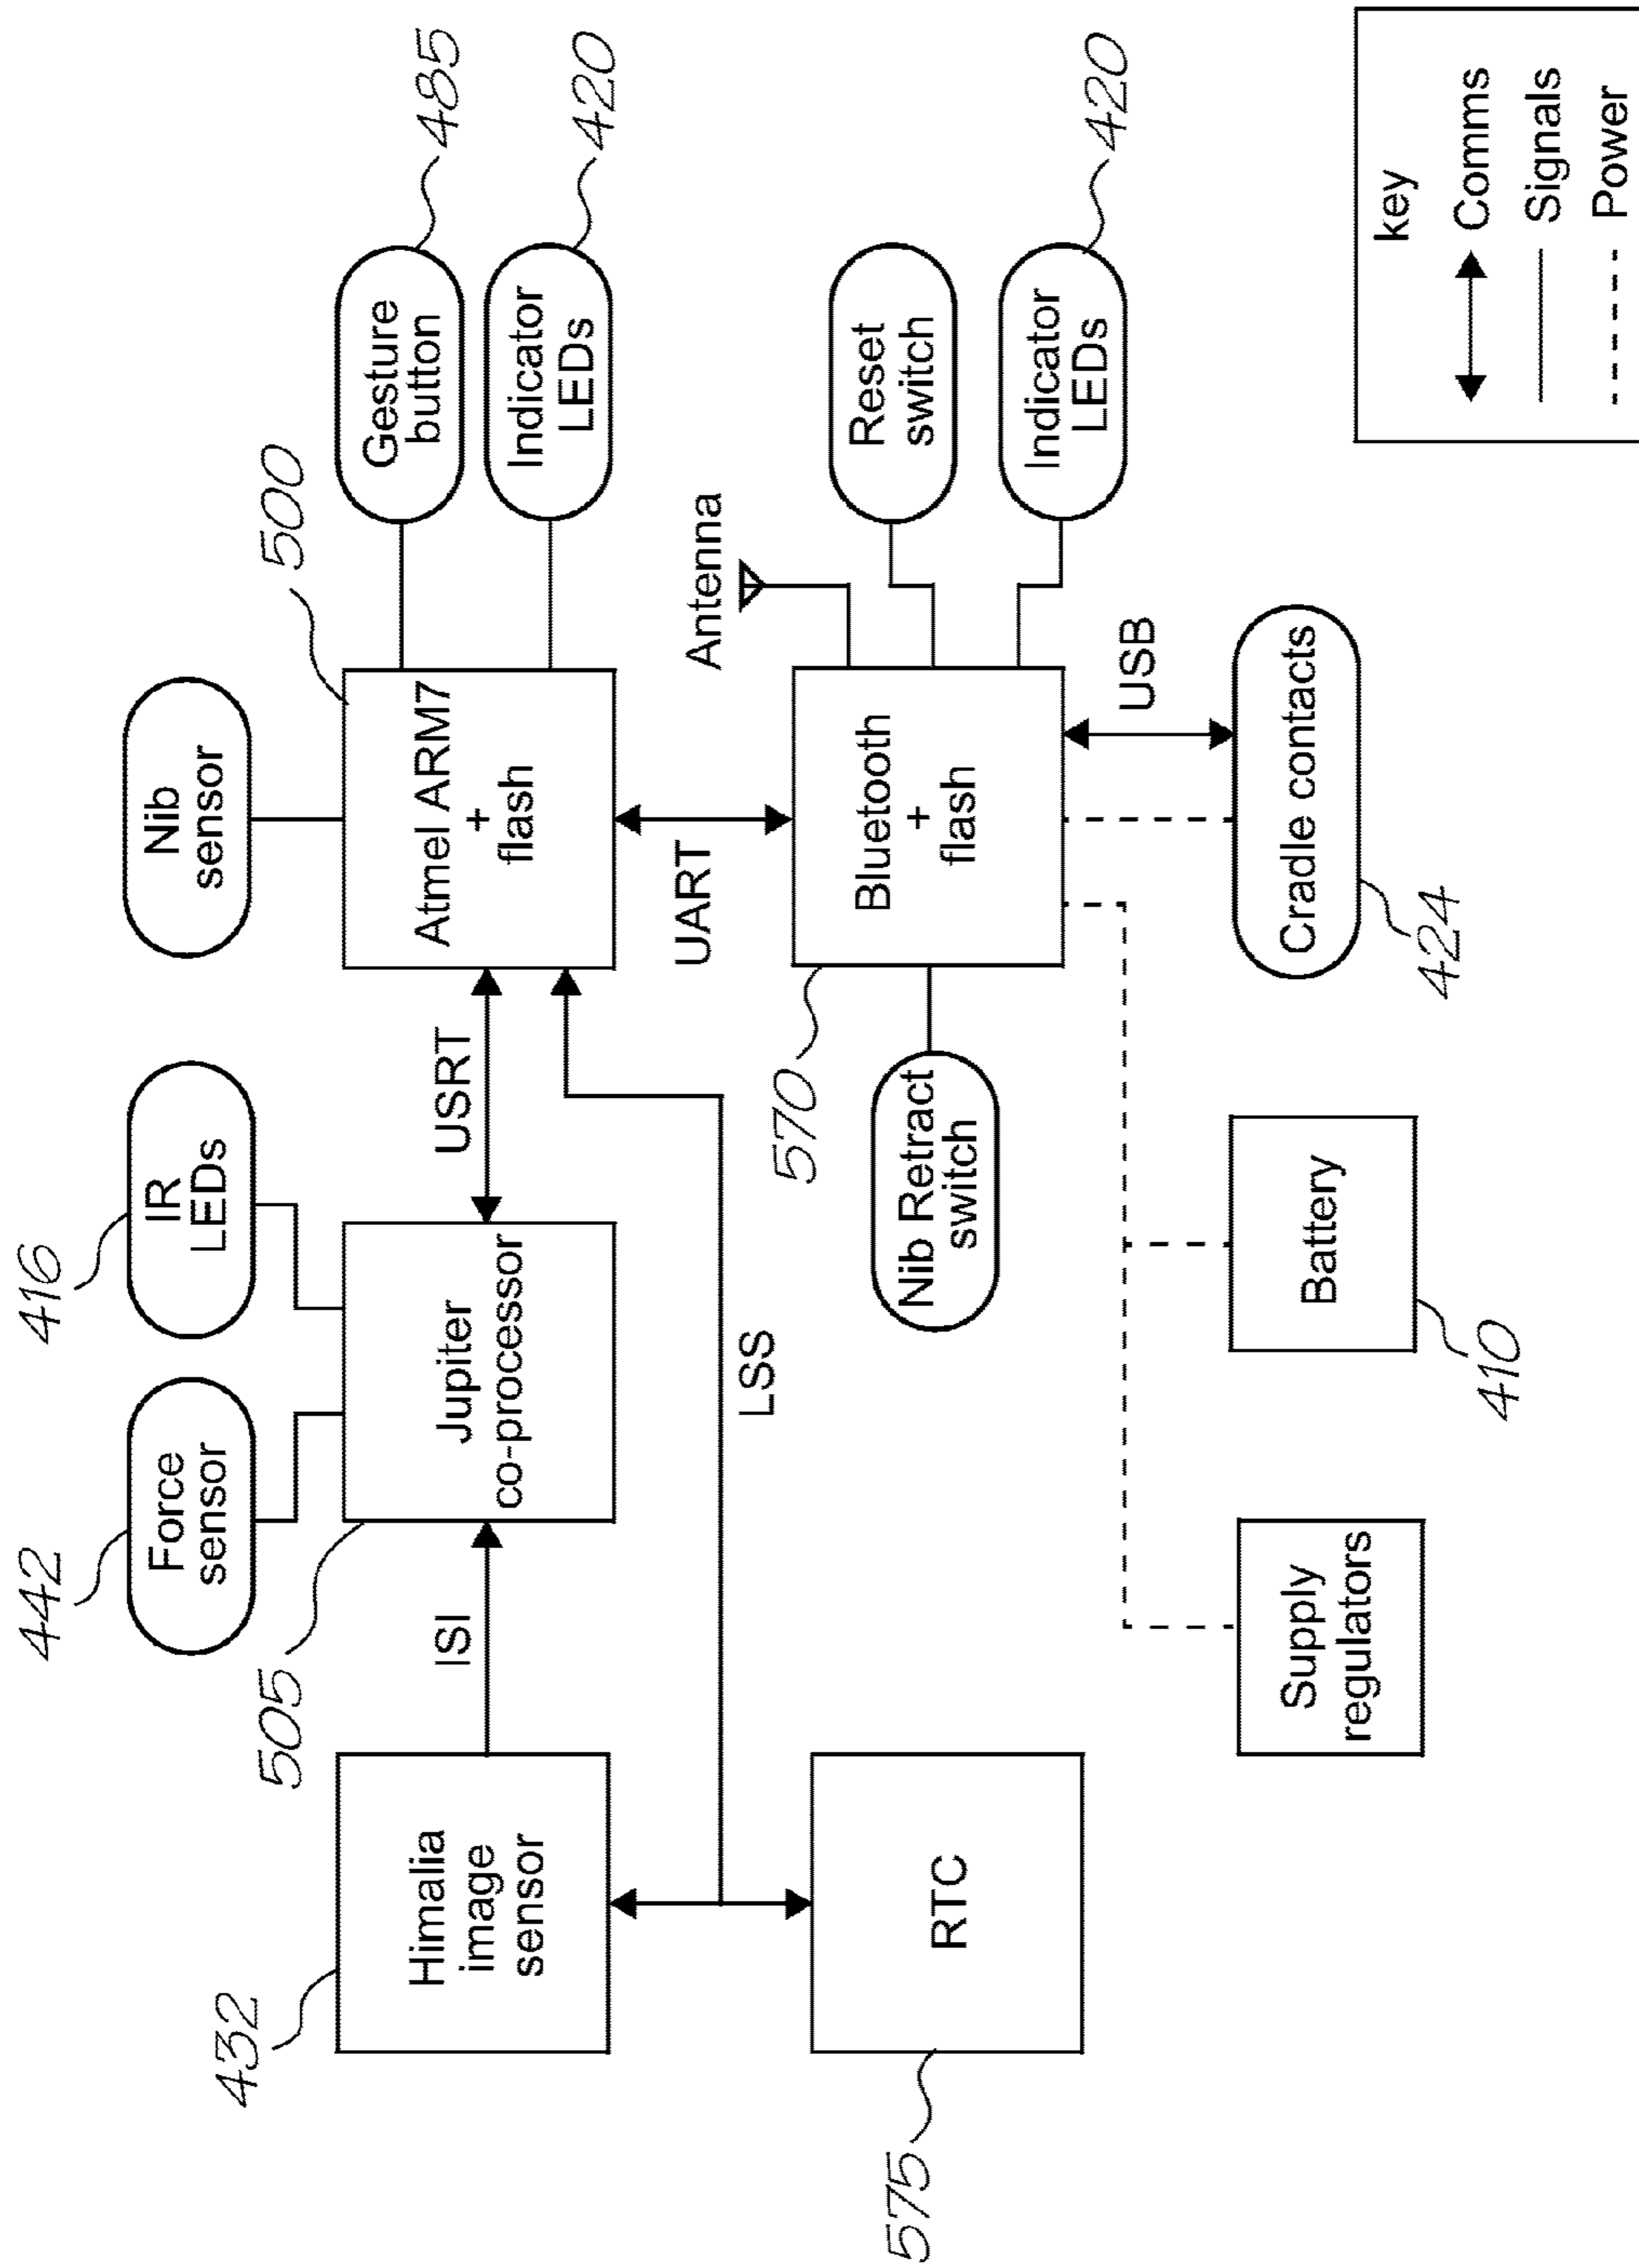 442
416
Force
sensor
IR
LEDs
Nib
sensor
432
505
500
485
Himalia
image
sensor
ISI
Jupiter
co-processor
USRT
Atmel ARM7
+
flash
Gesture
button
Indicator
LEDs
420
LSS
UART
Antenna
575
RTC
570
Nib Retract
switch
Bluetooth
+
flash
Reset
switch
Indicator
LEDs
420
USB
Supply
regulators
Battery
410
Cradle contacts
424
key
Comms
Signals
Power